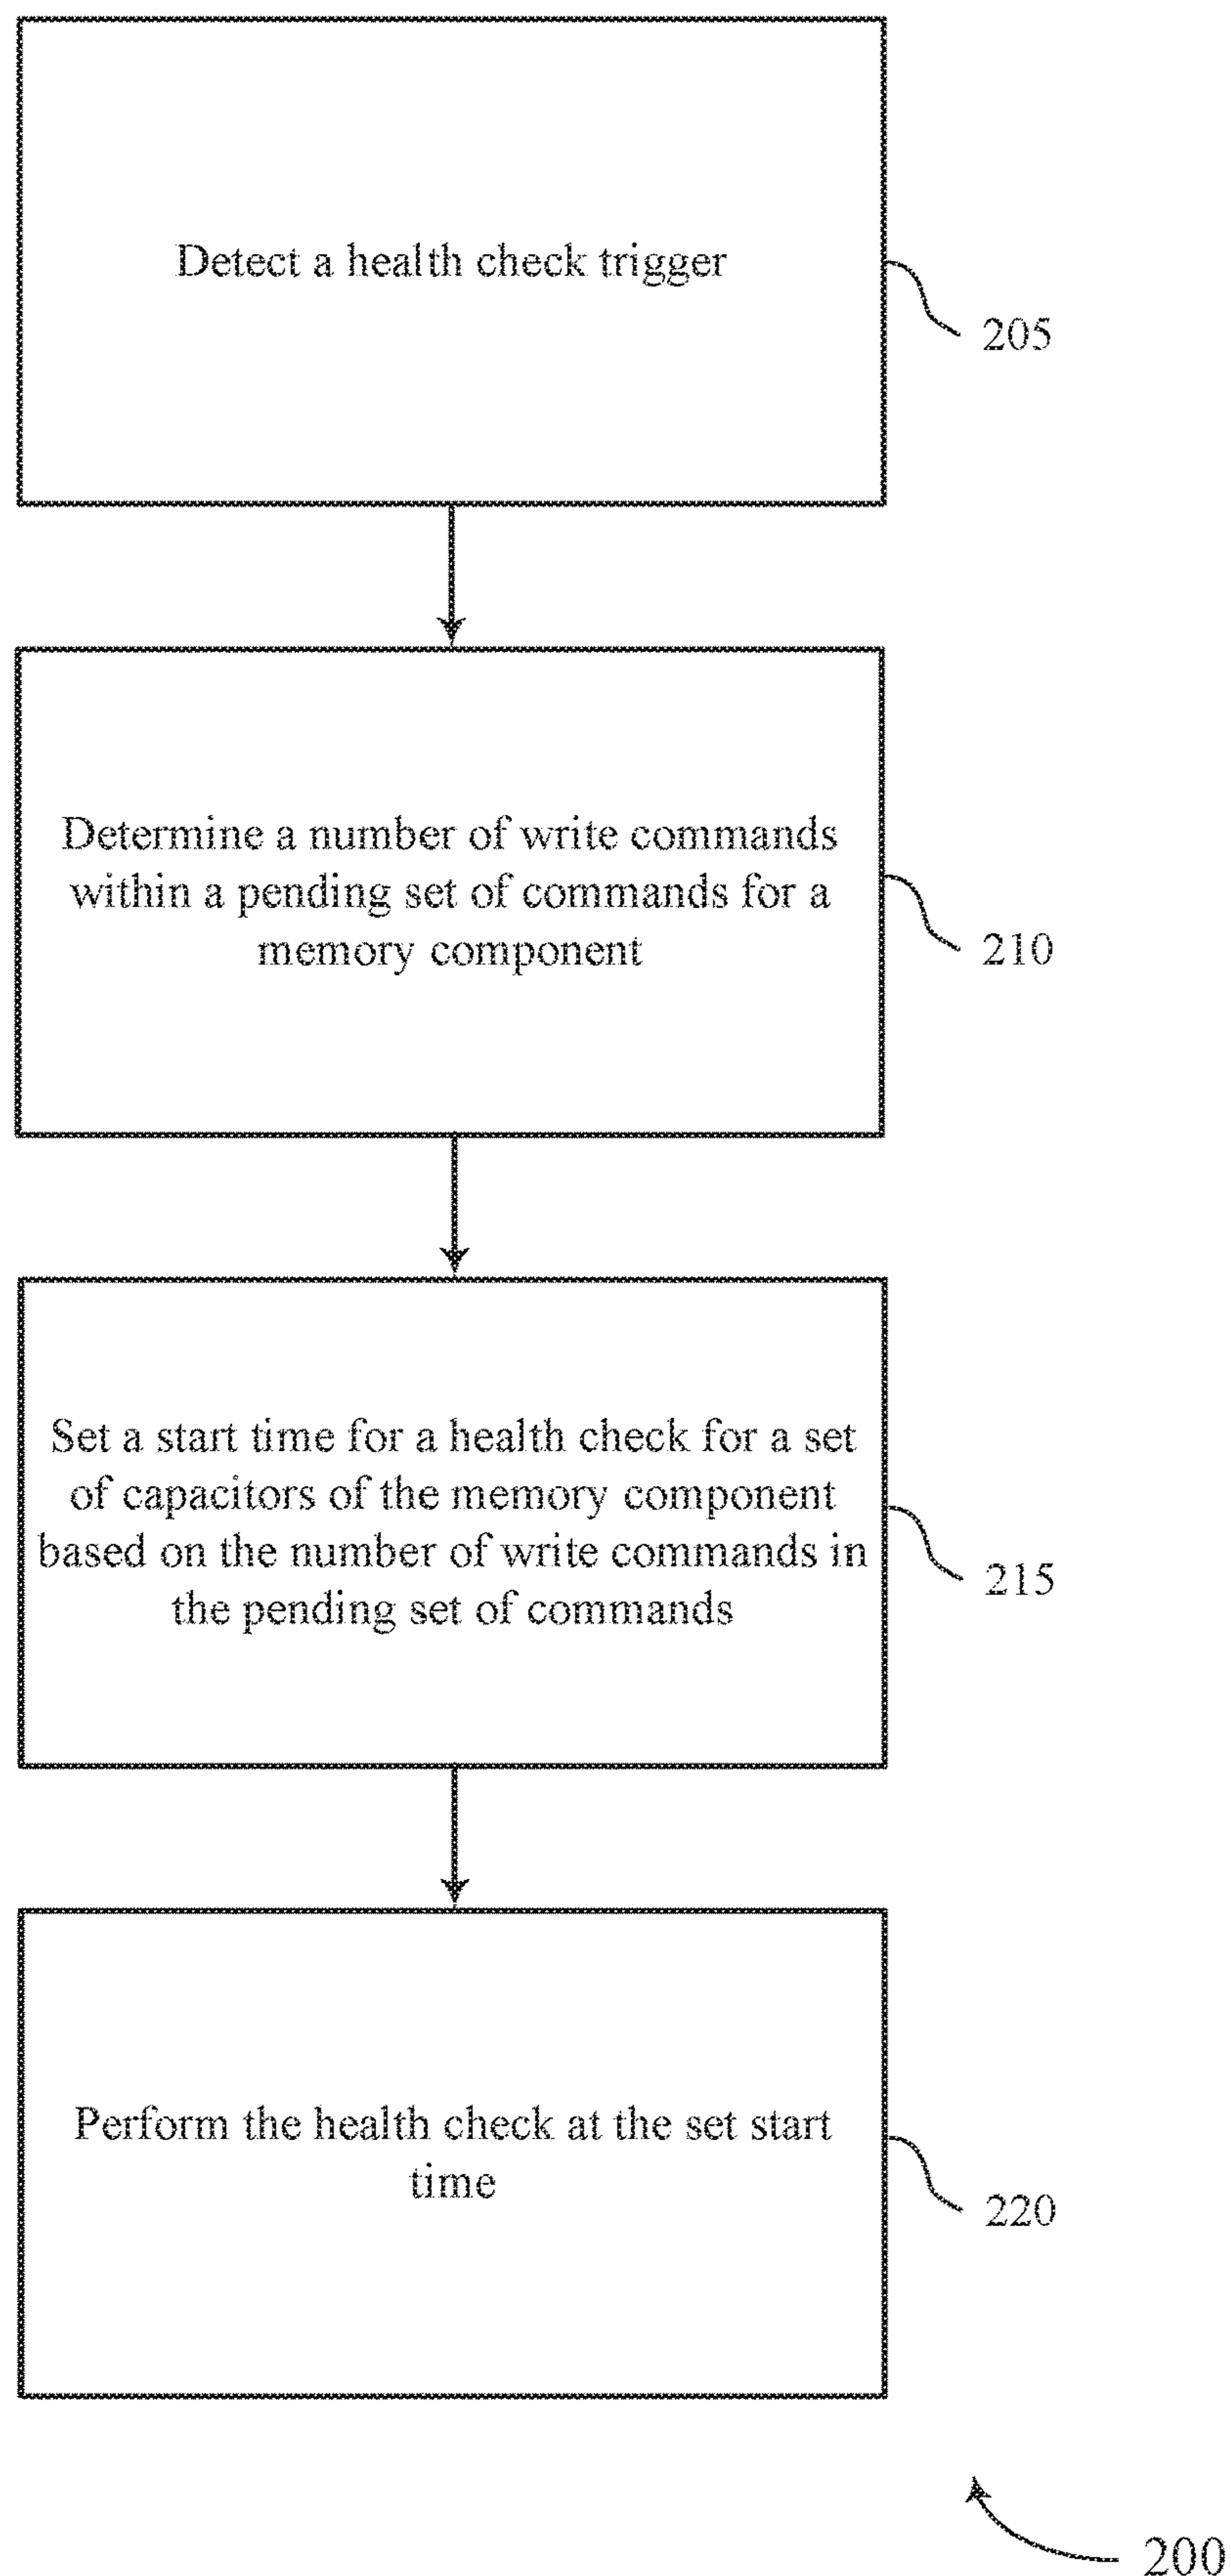 Detect a health check trigger
205
Determine a number of write commands
within a pending set of commands for a
memory component
210
Set a start time for a health check for a set
of capacitors of the memory component
based on the number of write commands in
the pending set of commands
215
Perform the health check at the set start
time
220
200